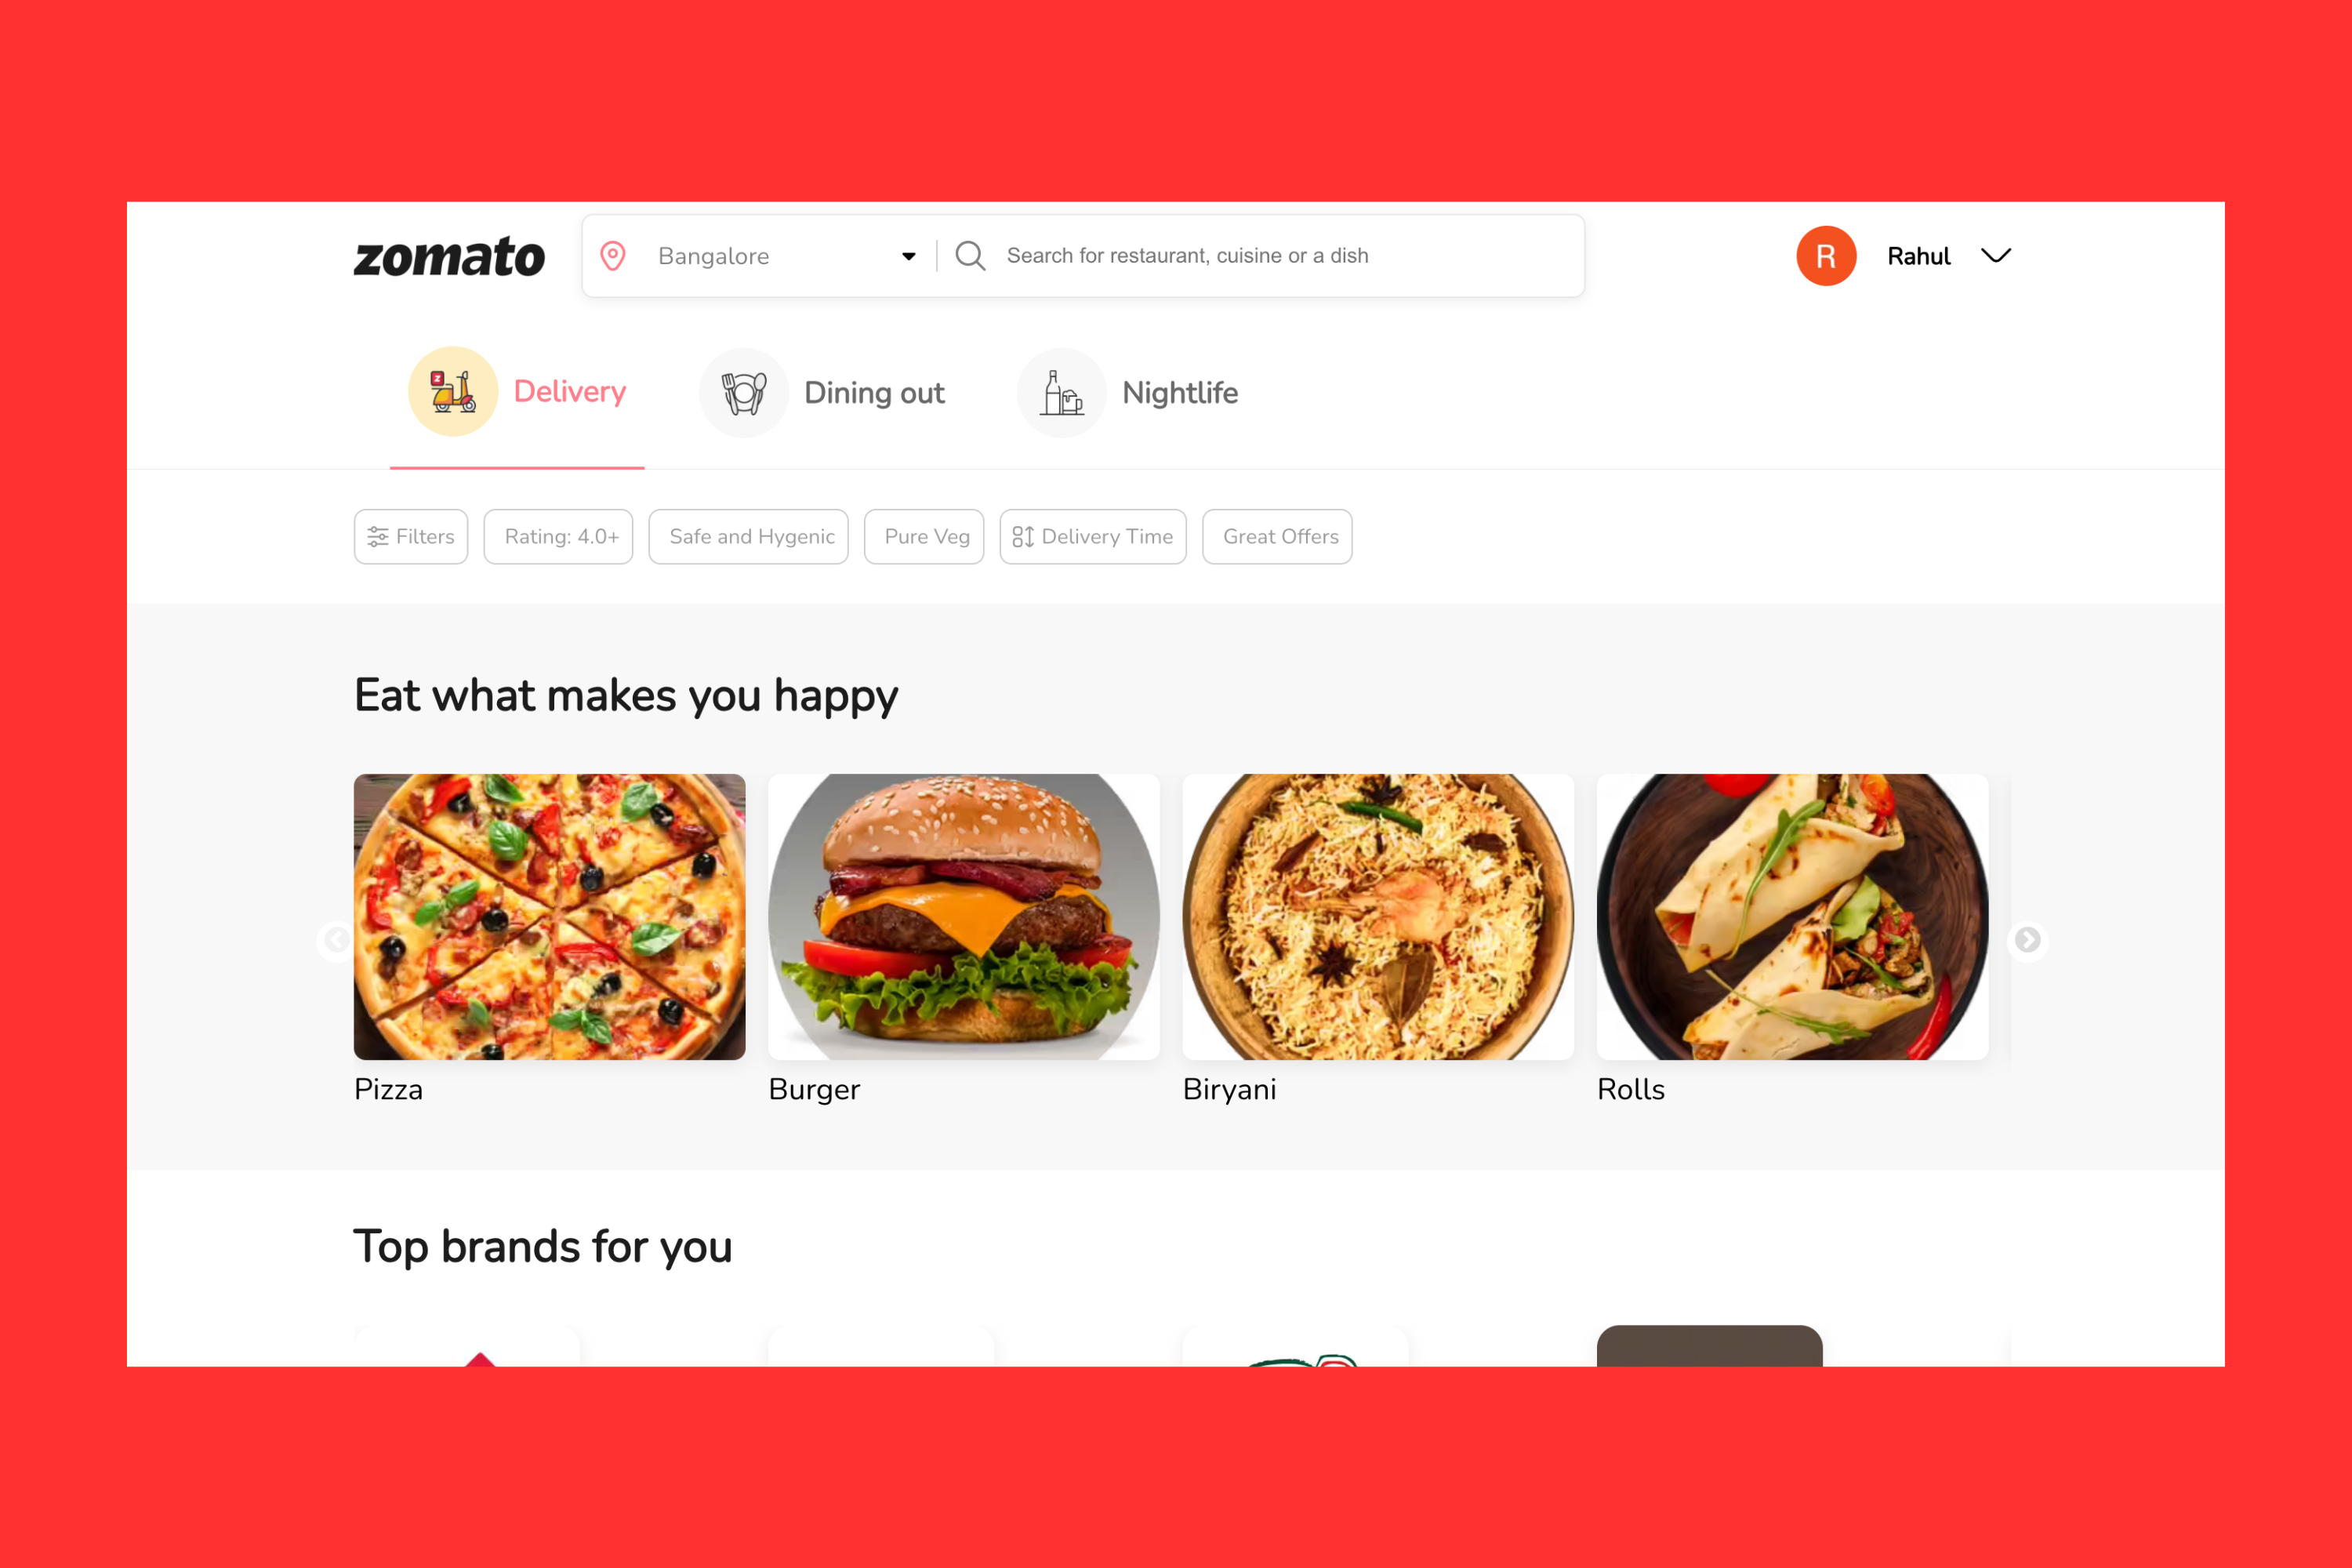 zomato
Bangalore
Search for restaurant, cuisine or a dish
R
Rahul
Z
Delivery
Dining out
Nightlife
Filters
Rating: 4.0+
Safe and Hygenic
Pure Veg
Delivery Time
Great Offers
Eat what makes you happy
Pizza
Burger
Biryani
Rolls
Top brands for you